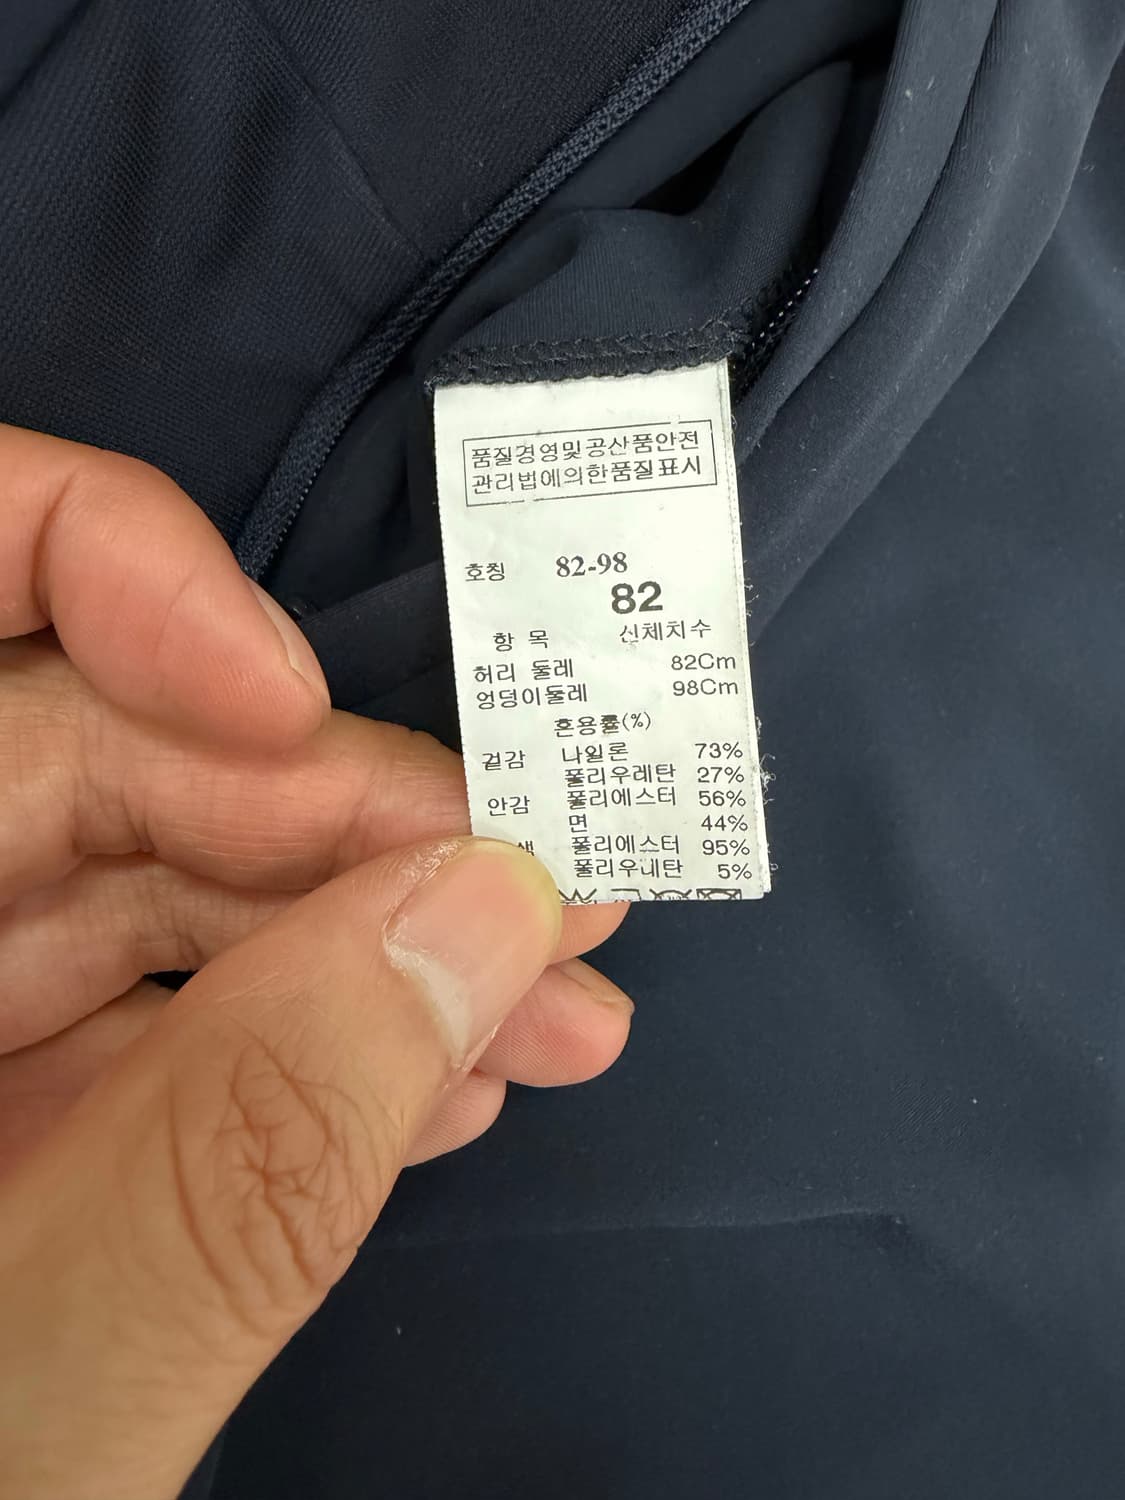 품질경영및공산품안전
관리법에의한품질표시
호칭 82-98
82
항 목 신체치수
허리 둘레 82Cm
엉덩이둘레 98Cm
혼용률(%)
겉감 나일론 73%
폴리우레탄 27%
안감 폴리에스터 56%
면 44%
색 폴리에스터 95%
폴리우레탄 5%